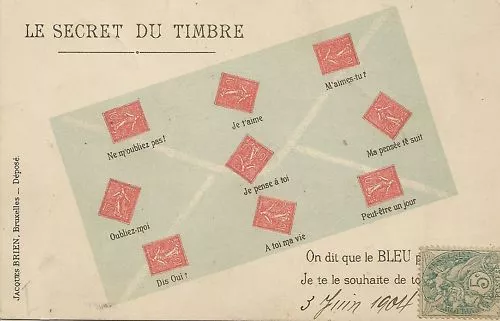 LE SECRET DU TIMBRE
M'aimes-tu?
Je t'aime
Ne m'oubliez pas!
Ma pensée tè suit
Je pense à toi
Oubliez-moi
Peut-être un jour
A toi ma vie
Dis Oui!
On dit que le BLEU
Je te le souhaite de
3 Juin 1904
5
Jacques BRIEN, Bruxelles — Déposé.